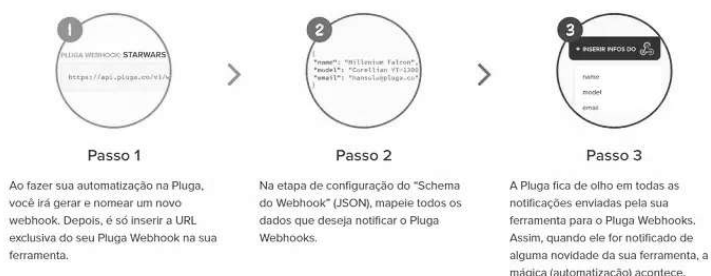 1
PLUGA WEBHOOK: STARWARS
https://api.pluga.co/v1/w
2
{
"name": "Millenium Falcon",
"model": "Corellian YT-1300
"email": "hansolo@pluga.co"
}
3
+ INSERIR INFOS DO
name
model
email
Passo 1
Ao fazer sua automatização na Pluga,
você irá gerar e nomear um novo
webhook. Depois, é só inserir a URL
exclusiva do seu Pluga Webhook na sua
ferramenta.
Passo 2
Na etapa de configuração do "Schema
do Webhook" (JSON), mapeie todos os
dados que deseja notificar o Pluga
Webhooks.
Passo 3
A Pluga fica de olho em todas as
notificações enviadas pela sua
ferramenta para o Pluga Webhooks.
Assim, quando ele for notificado de
alguma novidade da sua ferramenta, a
mágica (automatização) acontece.